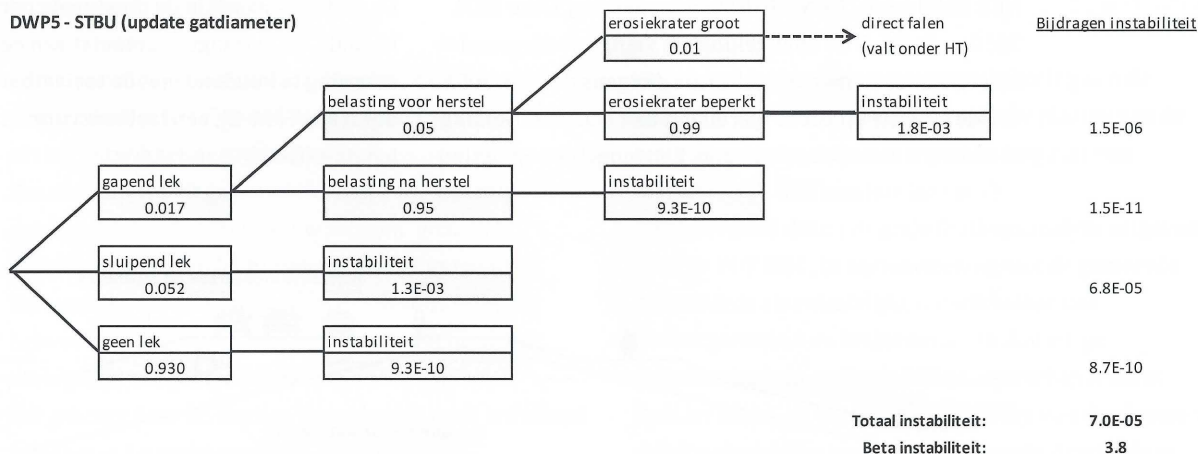 DWP5 - STBU (update gatdiameter)
erosiekrater groot
0.01
direct falen
(valt onder HT)
Bijdragen instabiliteit
belasting voor herstel
0.05
erosiekrater beperkt
0.99
instabiliteit
1.8E-03
1.5E-06
gapend lek
0.017
belasting na herstel
0.95
instabiliteit
9.3E-10
1.5E-11
sluipend lek
0.052
instabiliteit
1.3E-03
6.8E-05
geen lek
0.930
instabiliteit
9.3E-10
8.7E-10
Totaal instabiliteit: 7.0E-05
Beta instabiliteit: 3.8